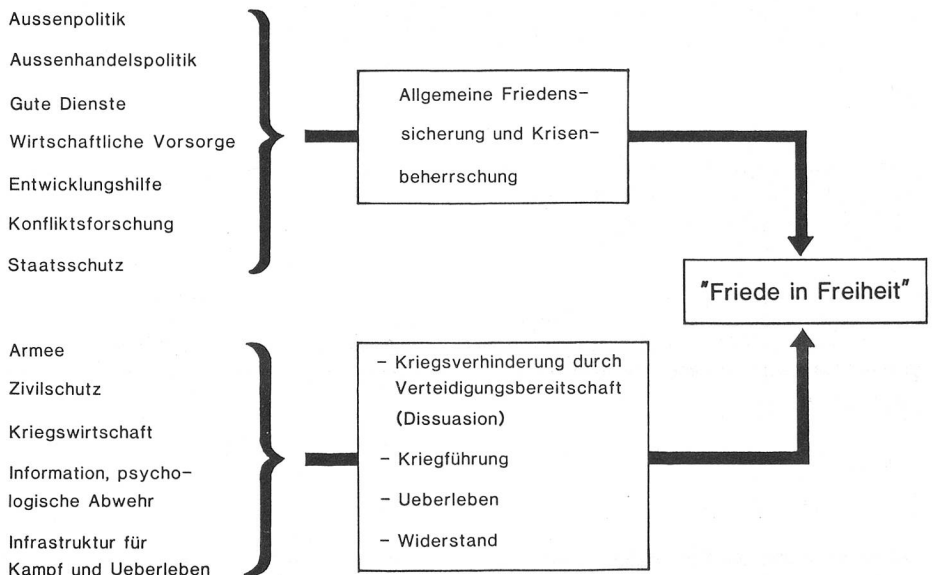 Aussenpolitik
Aussenhandelspolitik
Gute Dienste
Wirtschaftliche Vorsorge
Entwicklungshilfe
Konfliktsforschung
Staatsschutz
Allgemeine Friedens-
sicherung und Krisen-
beherrschung
"Friede in Freiheit"
Armee
Zivilschutz
Kriegswirtschaft
Information, psycho-
logische Abwehr
Infrastruktur für
Kampf und Ueberleben
- Kriegsverhinderung durch
Verteidigungsbereitschaft
(Dissuasion)
- Kriegführung
- Ueberleben
- Widerstand